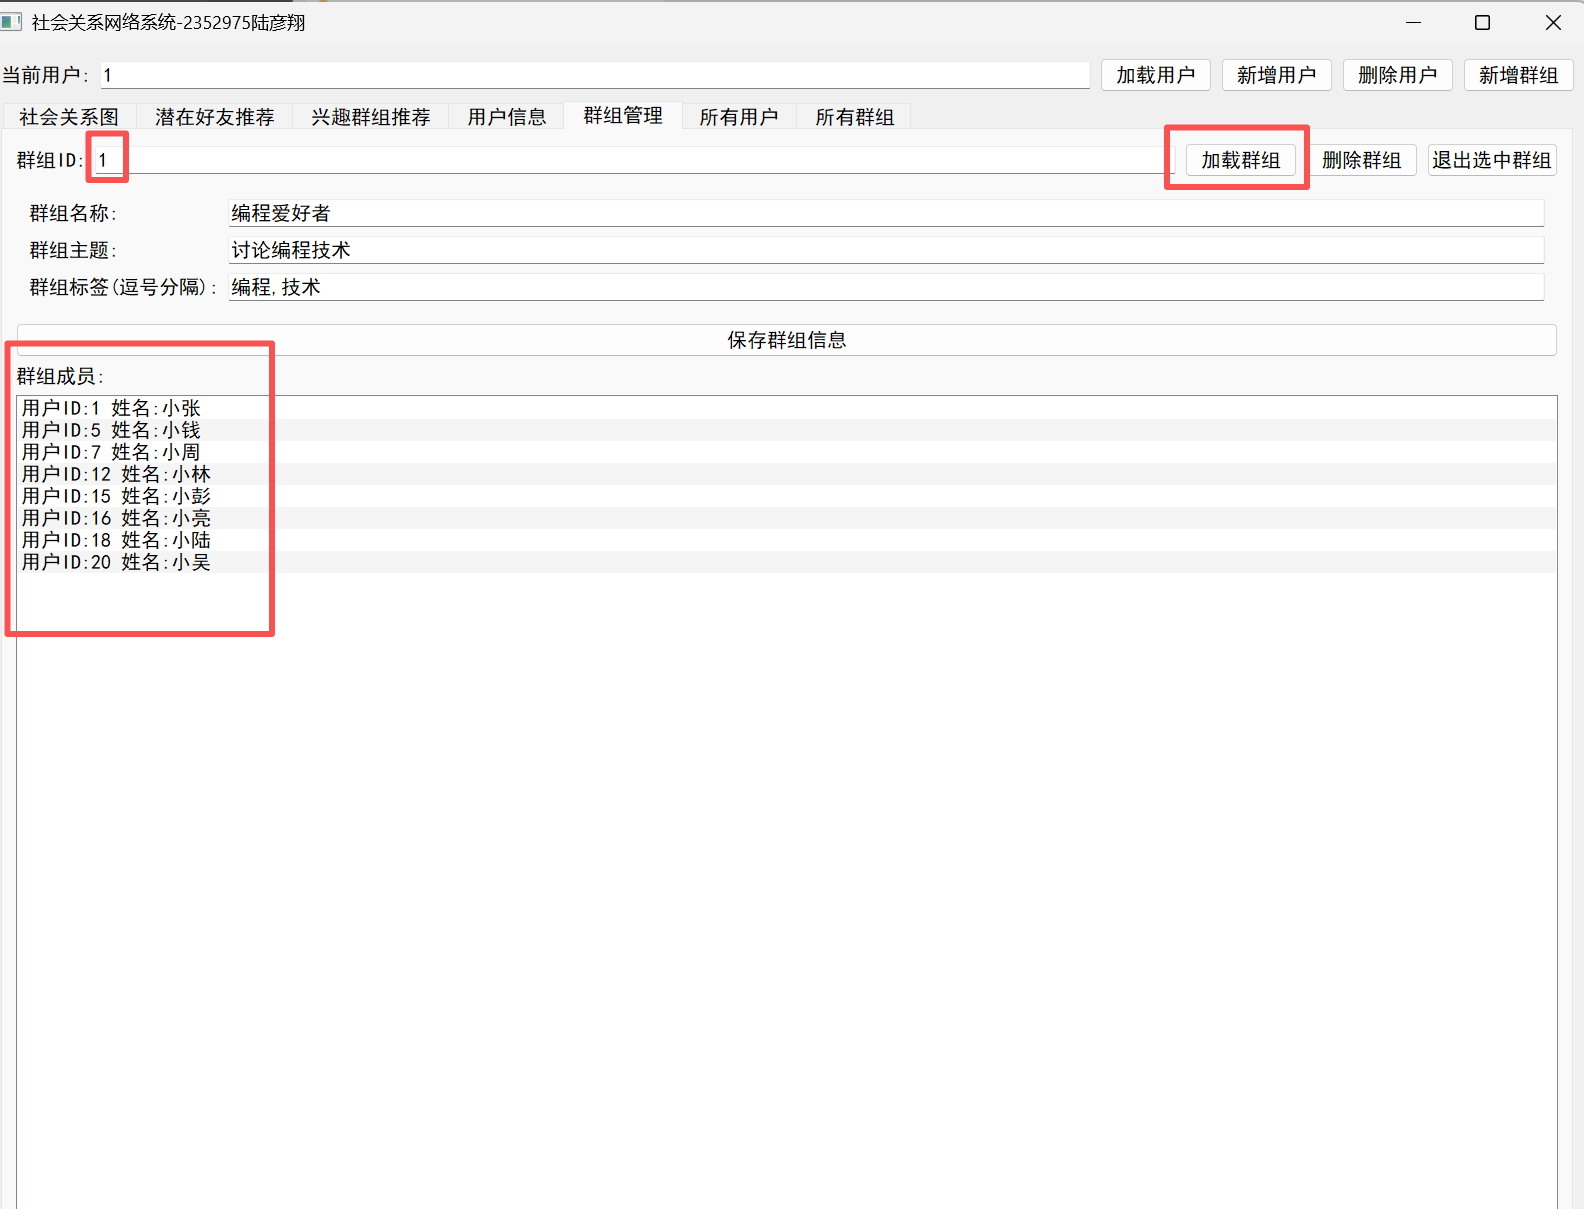 社会关系网络系统-2352975陆彦翔
当前用户: 1 加载用户 新增用户 删除用户 新增群组
社会关系图 潜在好友推荐 兴趣群组推荐 用户信息 群组管理 所有用户 所有群组
群组ID: 1 加载群组 删除群组 退出选中群组
群组名称: 编程爱好者
群组主题: 讨论编程技术
群组标签(逗号分隔): 编程,技术
保存群组信息
群组成员:
用户ID:1 姓名:小张
用户ID:5 姓名:小钱
用户ID:7 姓名:小周
用户ID:12 姓名:小林
用户ID:15 姓名:小彭
用户ID:16 姓名:小亮
用户ID:18 姓名:小陆
用户ID:20 姓名:小吴